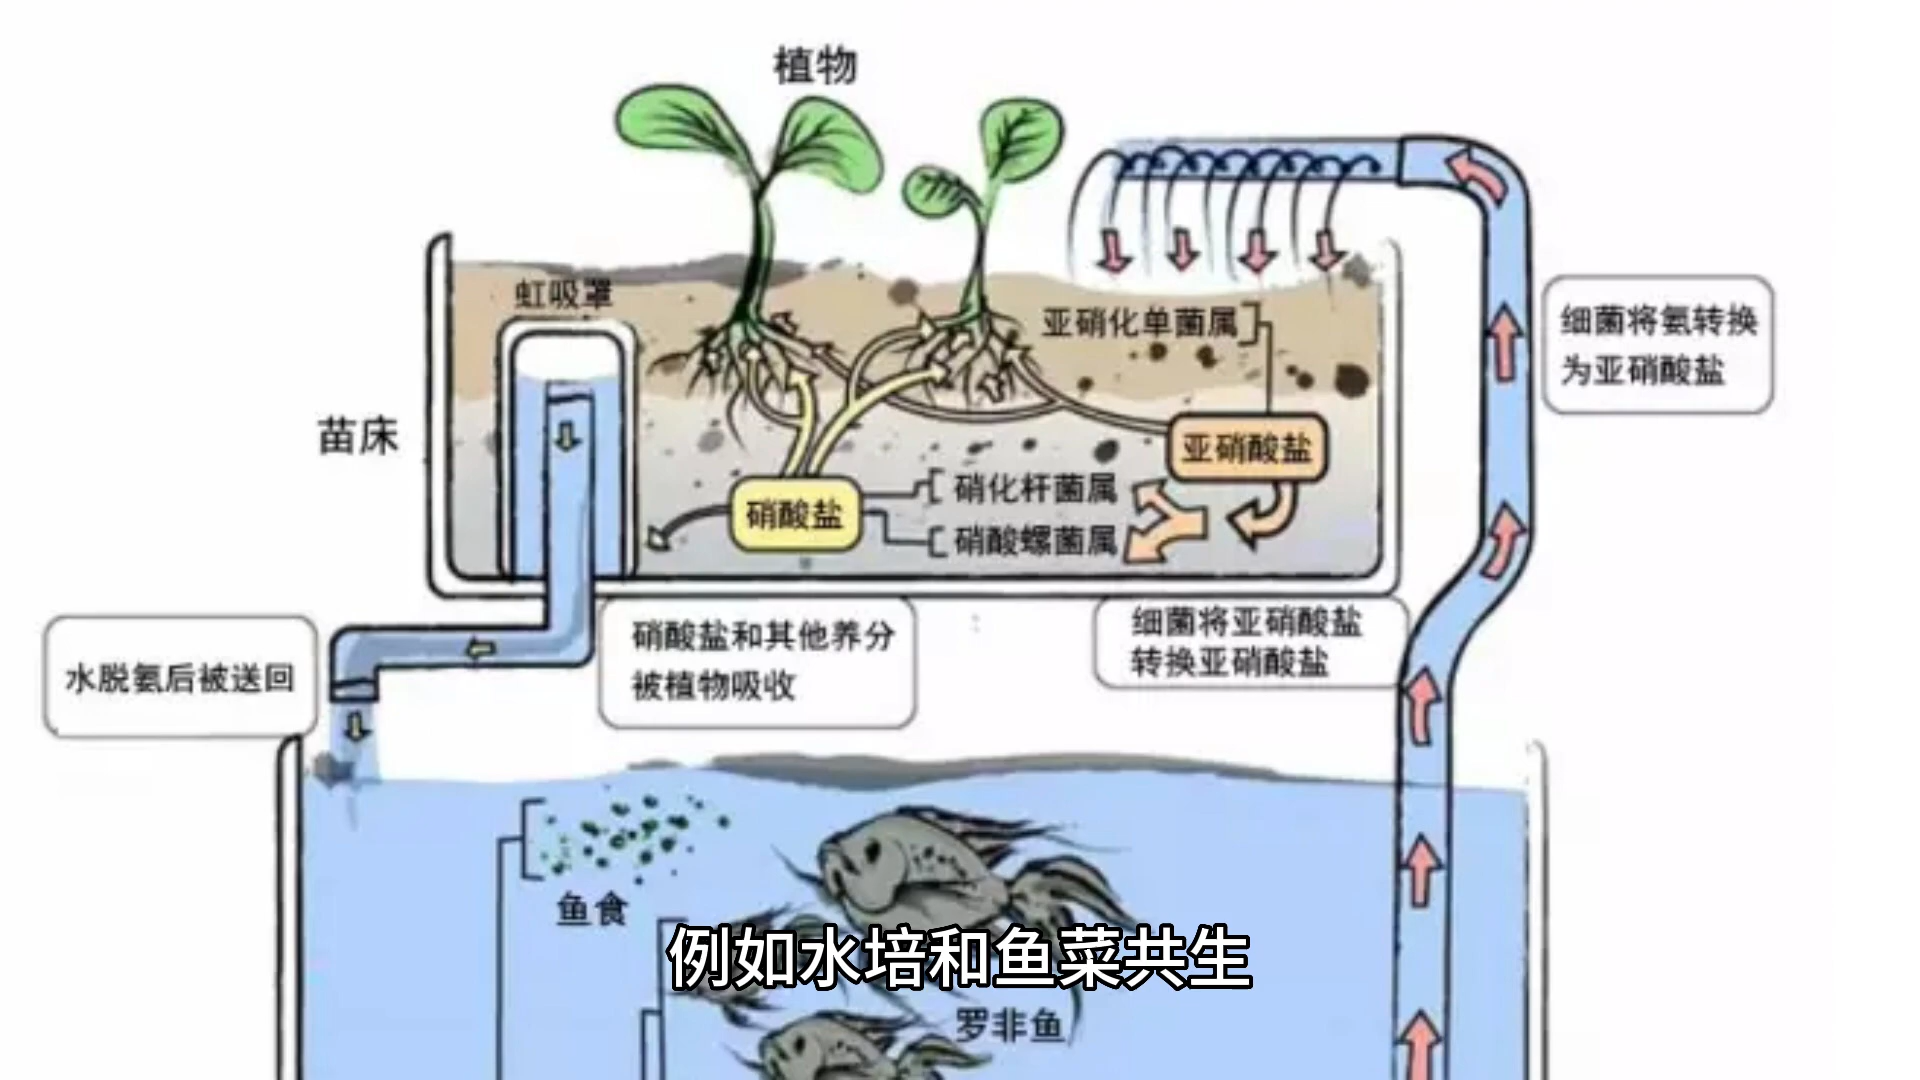 植物
虹吸罩
亚硝化单菌属
细菌将氨转换
为亚硝酸盐
苗床
亚硝酸盐
硝化杆菌属
硝酸盐
硝酸螺菌属
硝酸盐和其他养分
被植物吸收
细菌将亚硝酸盐
转换亚硝酸盐
水脱氨后被送回
鱼食
例如水培和鱼菜共生
罗非鱼